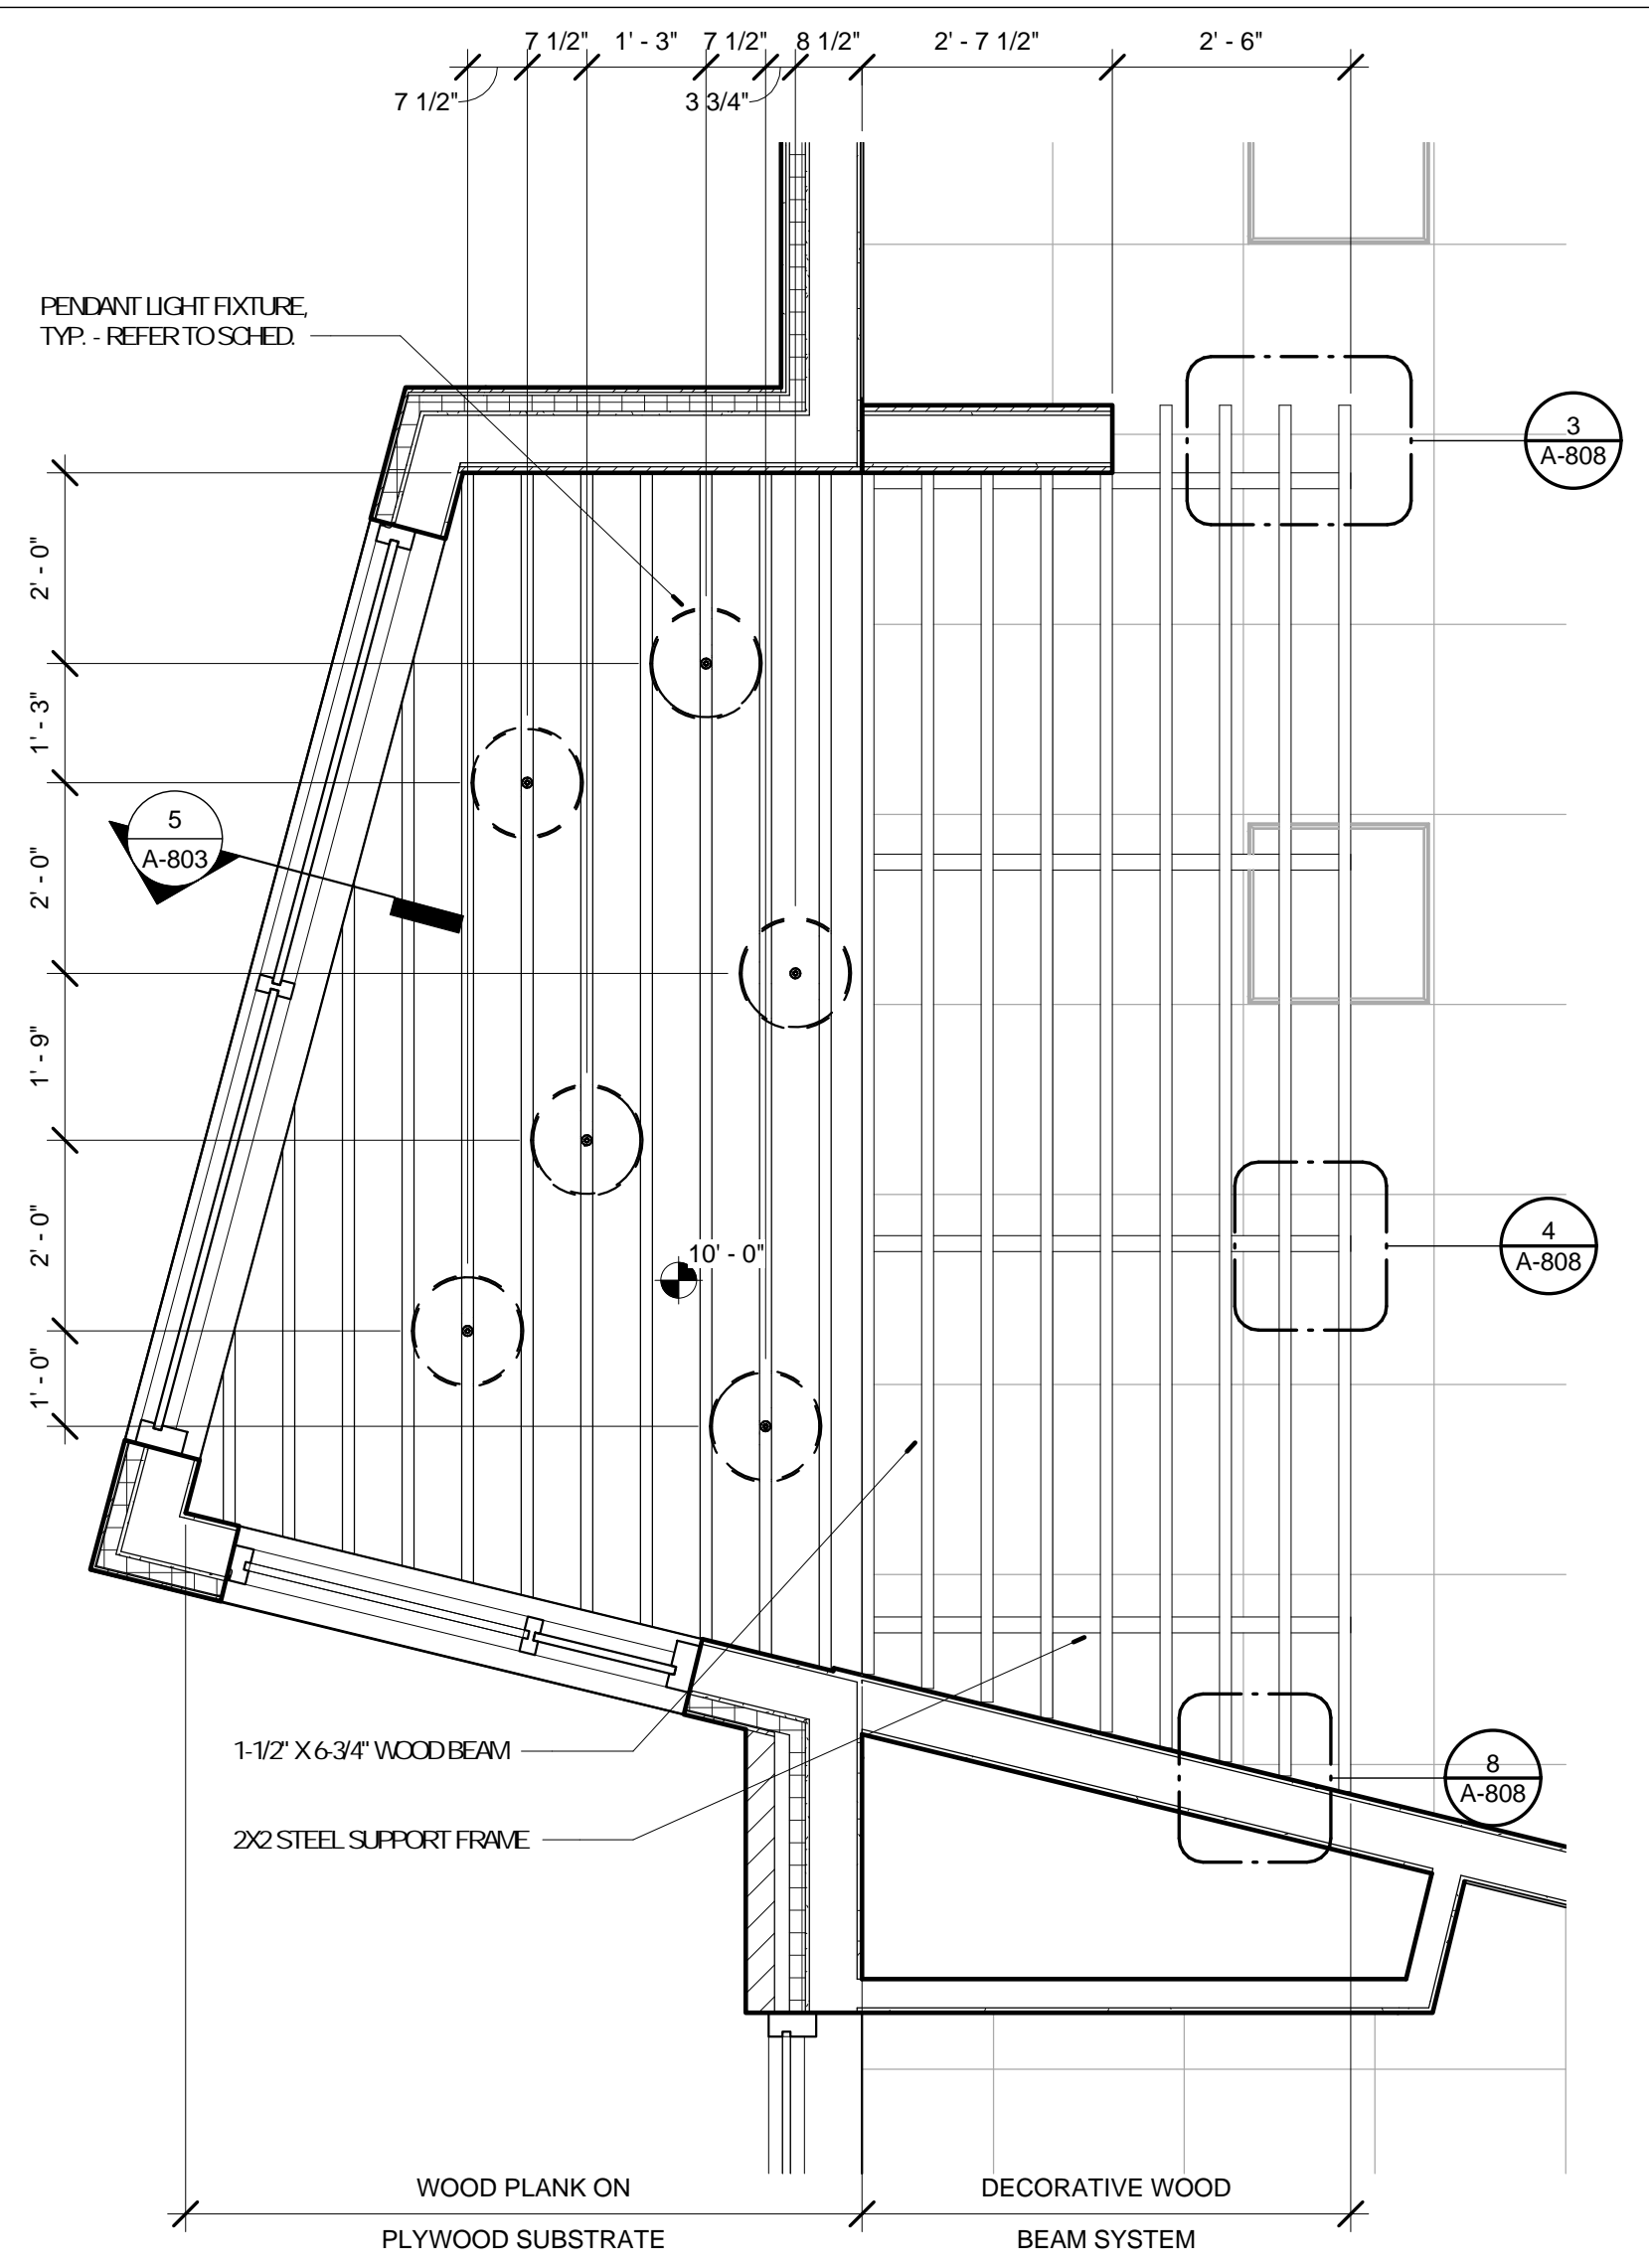 7 1/2"
1' - 3"
7 1/2"
8 1/2"
2' - 7 1/2"
2' - 6"
7 1/2"
3 3/4"
PENDANT LIGHT FIXTURE,
TYP. - REFER TO SCHED.
3
A-808
2' - 0"
1' - 3"
5
A-803
2' - 0"
1' - 9"
2' - 0"
10' - 0"
4
A-808
1' - 0"
1-1/2" X 6-3/4" WOOD BEAM
8
A-808
2X2 STEEL SUPPORT FRAME
WOOD PLANK ON
PLYWOOD SUBSTRATE
DECORATIVE WOOD
BEAM SYSTEM